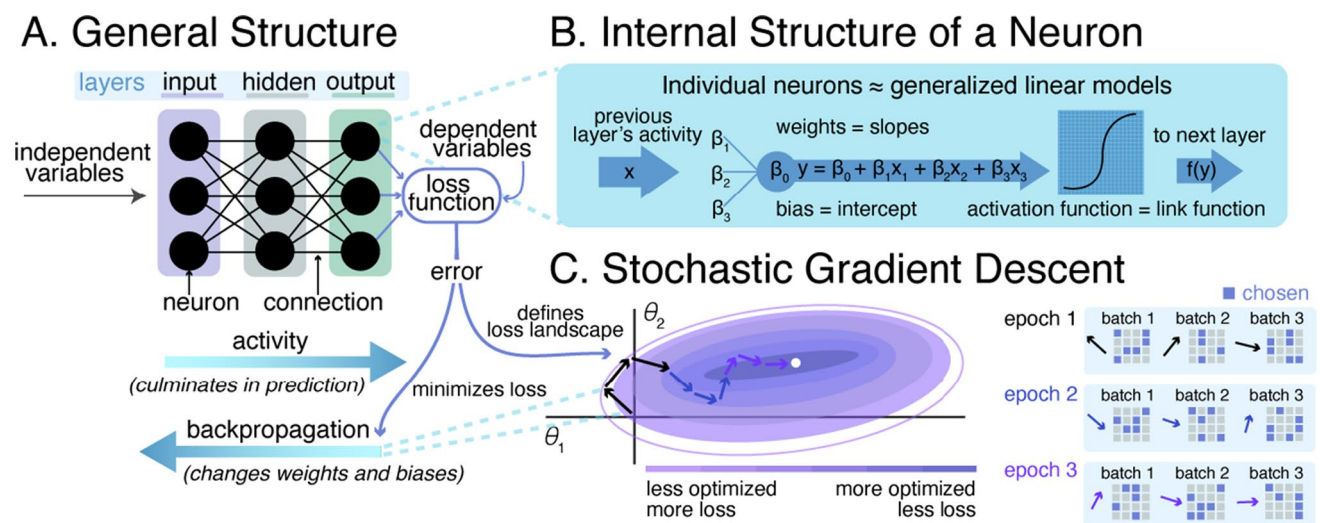 A. General Structure
layers input hidden output
independent
variables
dependent
variables
loss
function
neuron
connection
error
activity
(culminates in prediction)
defines
loss landscape
minimizes loss
backpropagation
(changes weights and biases)
B. Internal Structure of a Neuron
Individual neurons ≈ generalized linear models
previous
layer's activity
x
β₁
β₂
β₃
weights = slopes
β₀ y = β₀ + β₁x₁ + β₂x₂ + β₃x₃
bias = intercept
activation function = link function
to next layer
f(y)
C. Stochastic Gradient Descent
θ₂
θ₁
less optimized
more loss
more optimized
less loss
chosen
epoch 1
batch 1 batch 2 batch 3
epoch 2
batch 1 batch 2 batch 3
epoch 3
batch 1 batch 2 batch 3